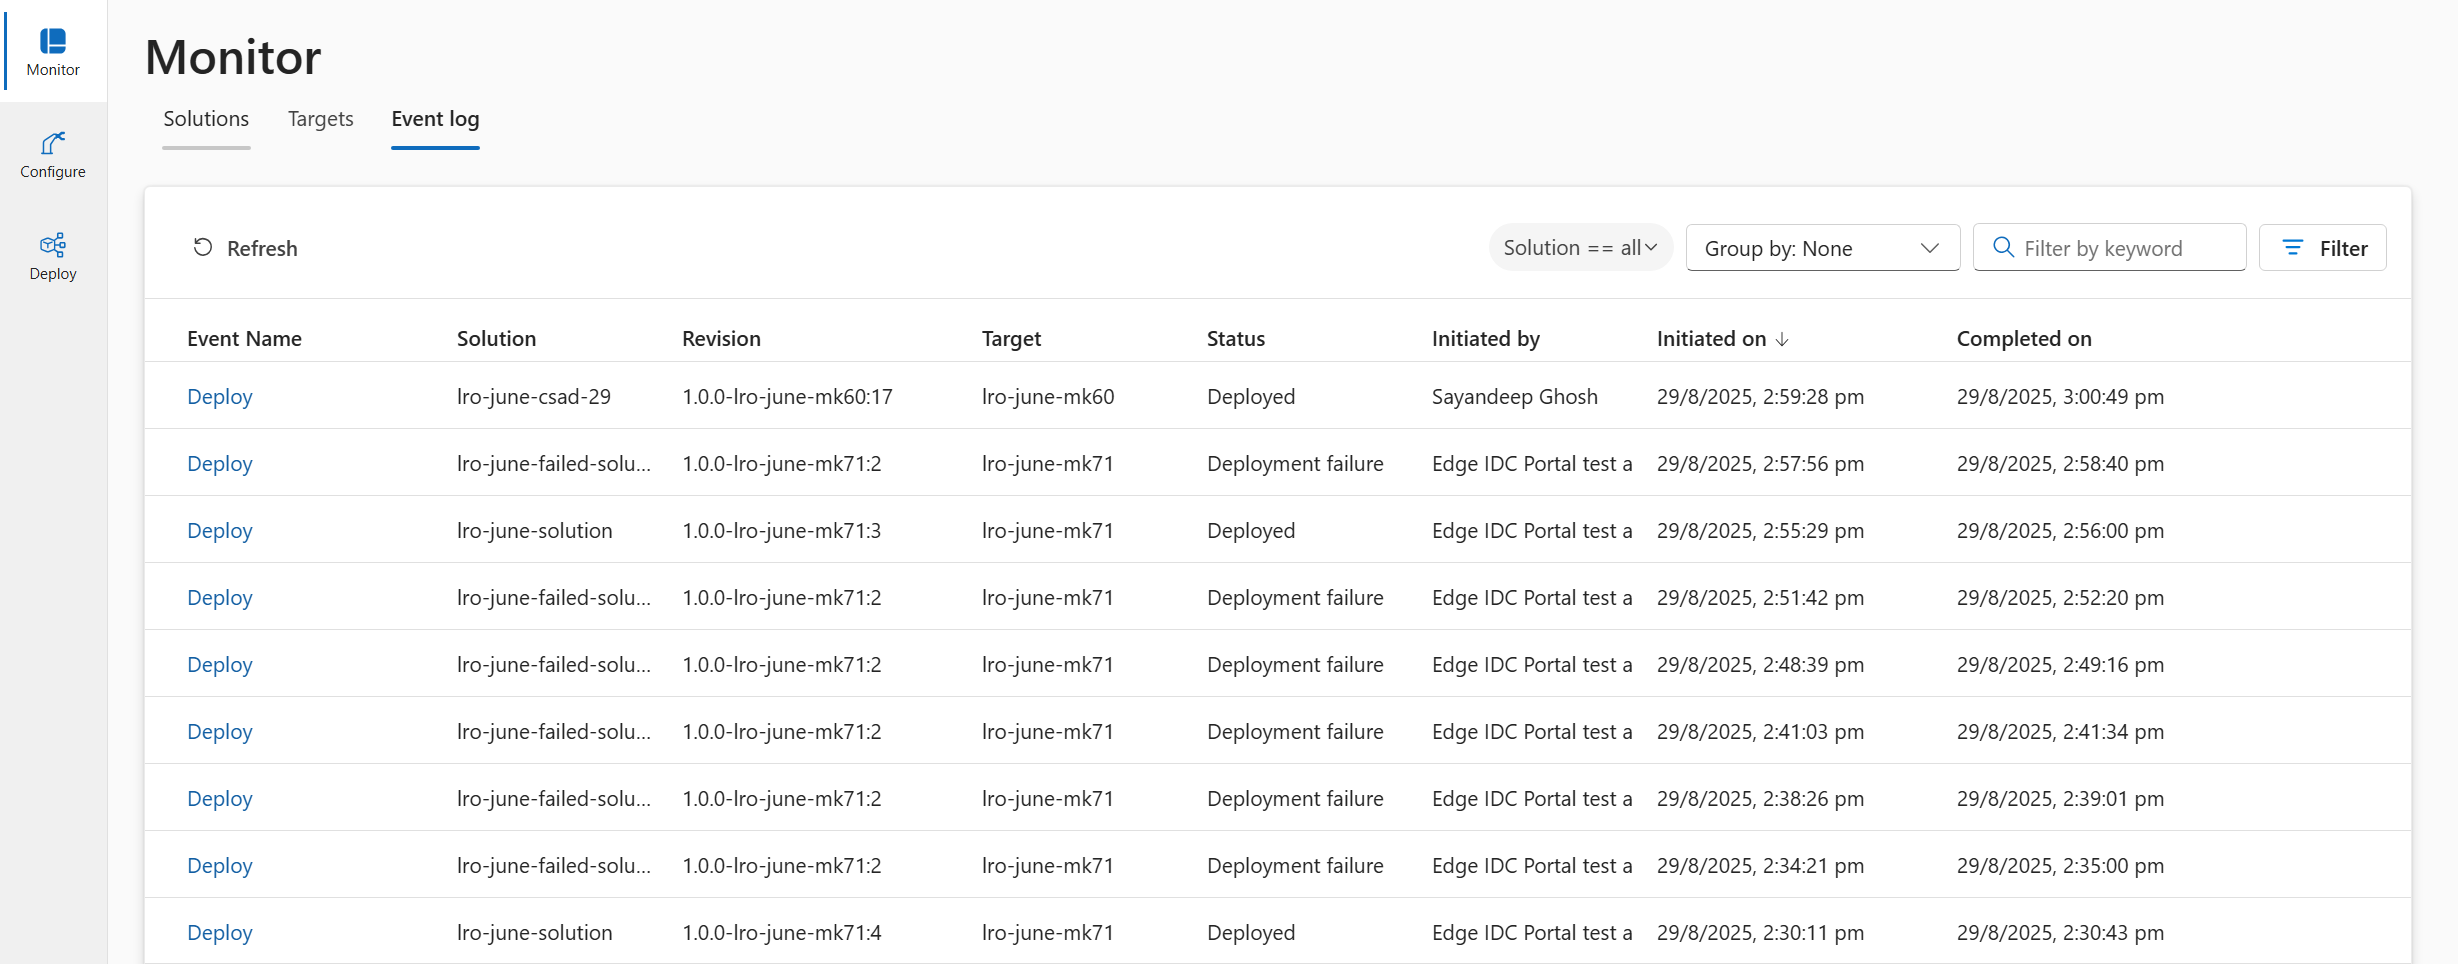 Monitor
Configure
Deploy
Monitor
Solutions Targets Event log
Refresh Solution == all Group by: None Filter by keyword Filter
Event Name Solution Revision Target Status Initiated by Initiated on ↓ Completed on
Deploy lro-june-csad-29 1.0.0-lro-june-mk60:17 lro-june-mk60 Deployed Sayandeep Ghosh 29/8/2025, 2:59:28 pm 29/8/2025, 3:00:49 pm
Deploy lro-june-failed-solu... 1.0.0-lro-june-mk71:2 lro-june-mk71 Deployment failure Edge IDC Portal test a 29/8/2025, 2:57:56 pm 29/8/2025, 2:58:40 pm
Deploy lro-june-solution 1.0.0-lro-june-mk71:3 lro-june-mk71 Deployed Edge IDC Portal test a 29/8/2025, 2:55:29 pm 29/8/2025, 2:56:00 pm
Deploy lro-june-failed-solu... 1.0.0-lro-june-mk71:2 lro-june-mk71 Deployment failure Edge IDC Portal test a 29/8/2025, 2:51:42 pm 29/8/2025, 2:52:20 pm
Deploy lro-june-failed-solu... 1.0.0-lro-june-mk71:2 lro-june-mk71 Deployment failure Edge IDC Portal test a 29/8/2025, 2:48:39 pm 29/8/2025, 2:49:16 pm
Deploy lro-june-failed-solu... 1.0.0-lro-june-mk71:2 lro-june-mk71 Deployment failure Edge IDC Portal test a 29/8/2025, 2:41:03 pm 29/8/2025, 2:41:34 pm
Deploy lro-june-failed-solu... 1.0.0-lro-june-mk71:2 lro-june-mk71 Deployment failure Edge IDC Portal test a 29/8/2025, 2:38:26 pm 29/8/2025, 2:39:01 pm
Deploy lro-june-failed-solu... 1.0.0-lro-june-mk71:2 lro-june-mk71 Deployment failure Edge IDC Portal test a 29/8/2025, 2:34:21 pm 29/8/2025, 2:35:00 pm
Deploy lro-june-solution 1.0.0-lro-june-mk71:4 lro-june-mk71 Deployed Edge IDC Portal test a 29/8/2025, 2:30:11 pm 29/8/2025, 2:30:43 pm